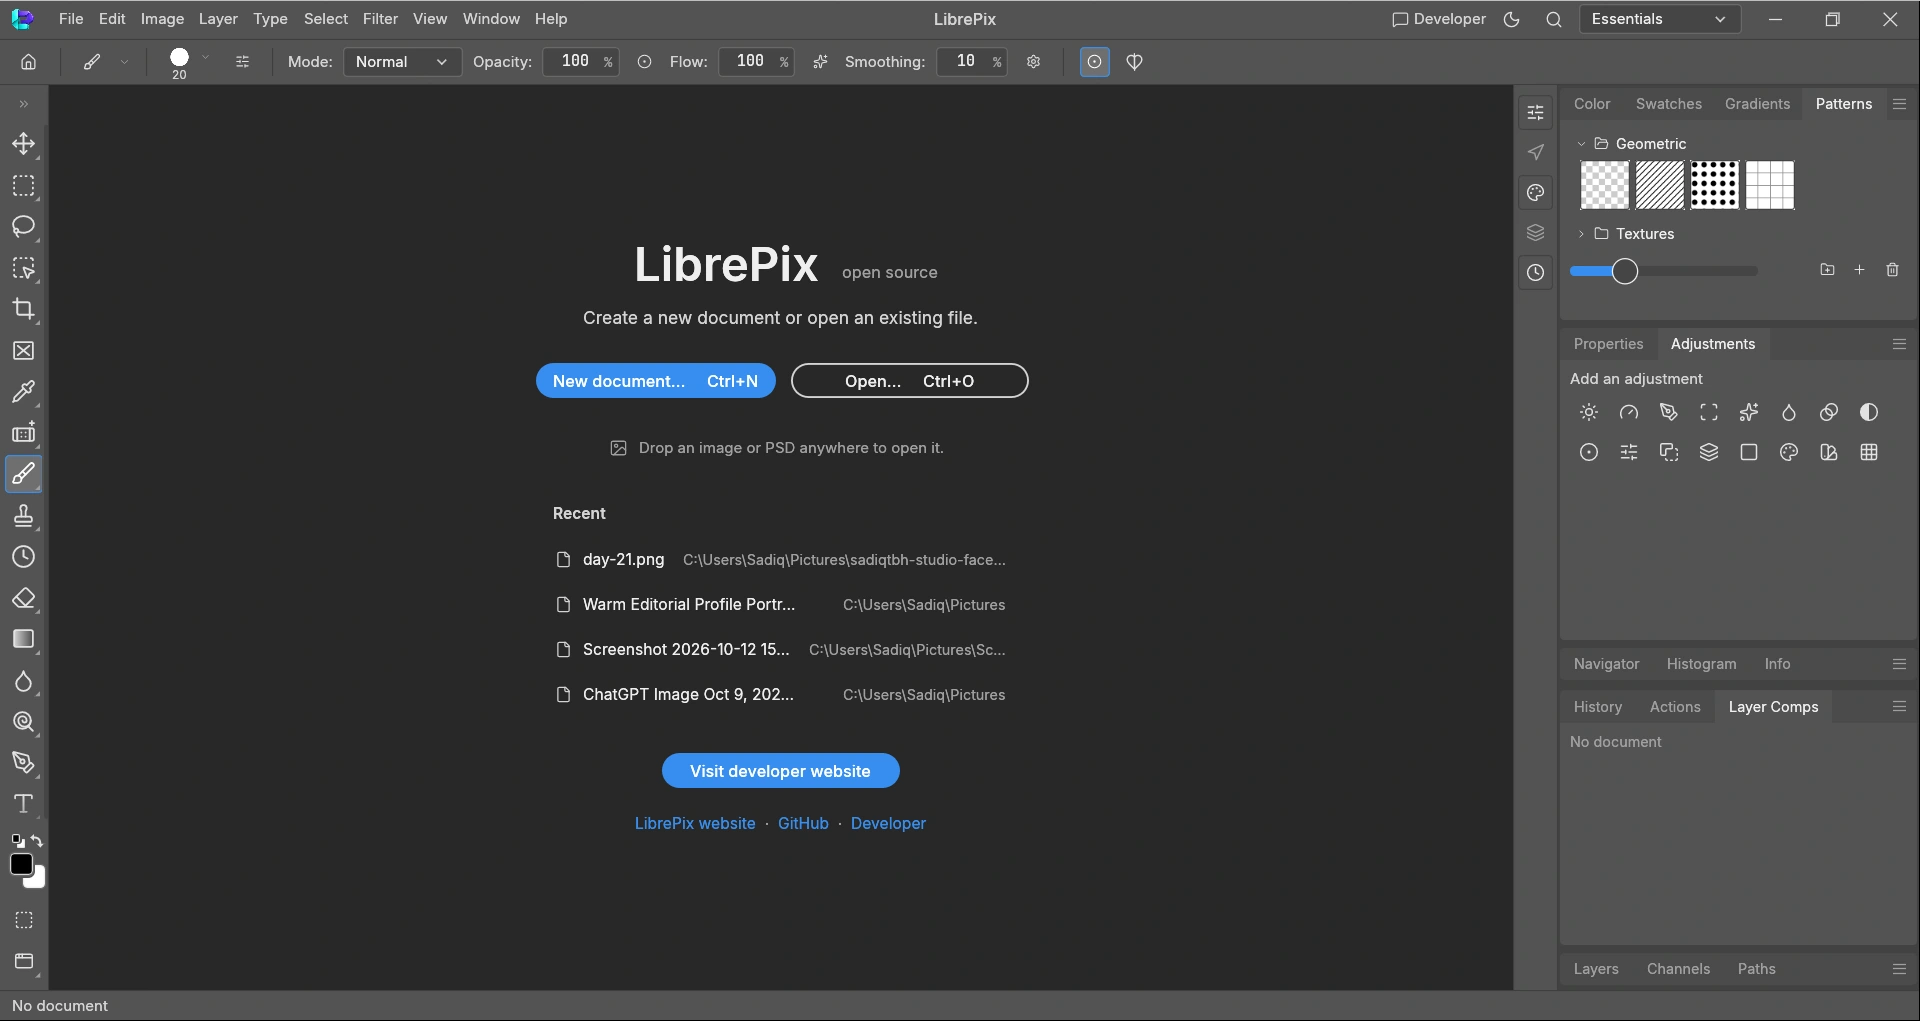 File Edit Image Layer Type Select Filter View Window Help
LibrePix
Developer
Essentials
20
Mode: Normal Opacity: 100 % Flow: 100 % Smoothing: 10 %
Color Swatches Gradients Patterns
Geometric
Textures
LibrePix open source
Create a new document or open an existing file.
New document... Ctrl+N
Open... Ctrl+O
Drop an image or PSD anywhere to open it.
Recent
day-21.png C:\Users\Sadiq\Pictures\sadiqtbh-studio-face...
Warm Editorial Profile Portr... C:\Users\Sadiq\Pictures
Screenshot 2026-10-12 15... C:\Users\Sadiq\Pictures\Sc...
ChatGPT Image Oct 9, 202... C:\Users\Sadiq\Pictures
Visit developer website
LibrePix website · GitHub · Developer
Properties Adjustments
Add an adjustment
Navigator Histogram Info
History Actions Layer Comps
No document
Layers Channels Paths
No document